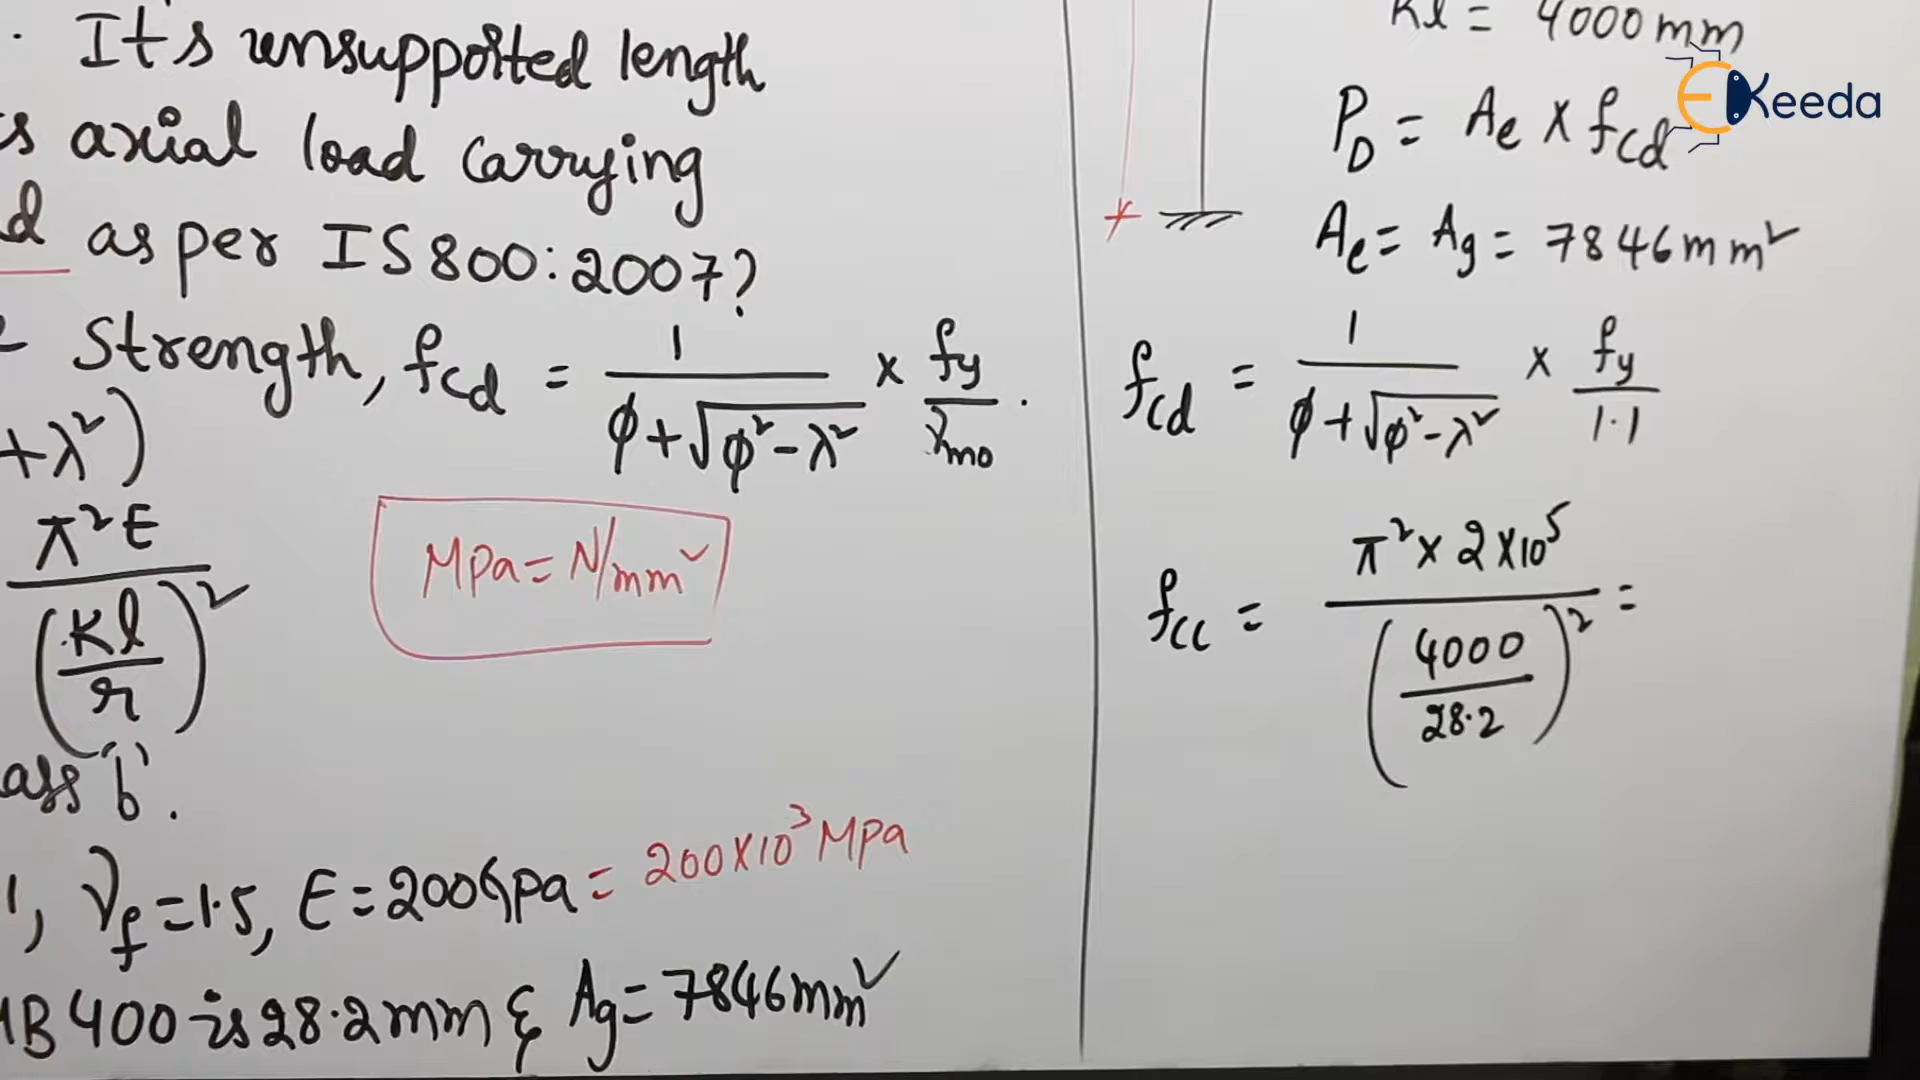 . It's unsupported length
s axial load carrying
d as per IS 800:2007?
Strength, fcd = 1 / (ϕ+√(ϕ²-λ²)) × fy / γmo .
+λ²)
π²E / (Kl / r)²
MPa = N/mm²
ass 'b'.
1, γf = 1.5, E = 200Gpa = 200×10³ MPa
B 400 is 28.2mm & Ag = 7846mm²
Kl = 4000mm
PD = Ae × fcd
EKeeda
Ae = Ag = 7846mm²
fcd = 1 / (ϕ+√(ϕ²-λ²)) × fy / 1.1
fcc = π² × 2×10⁵ / (4000 / 28.2)² =